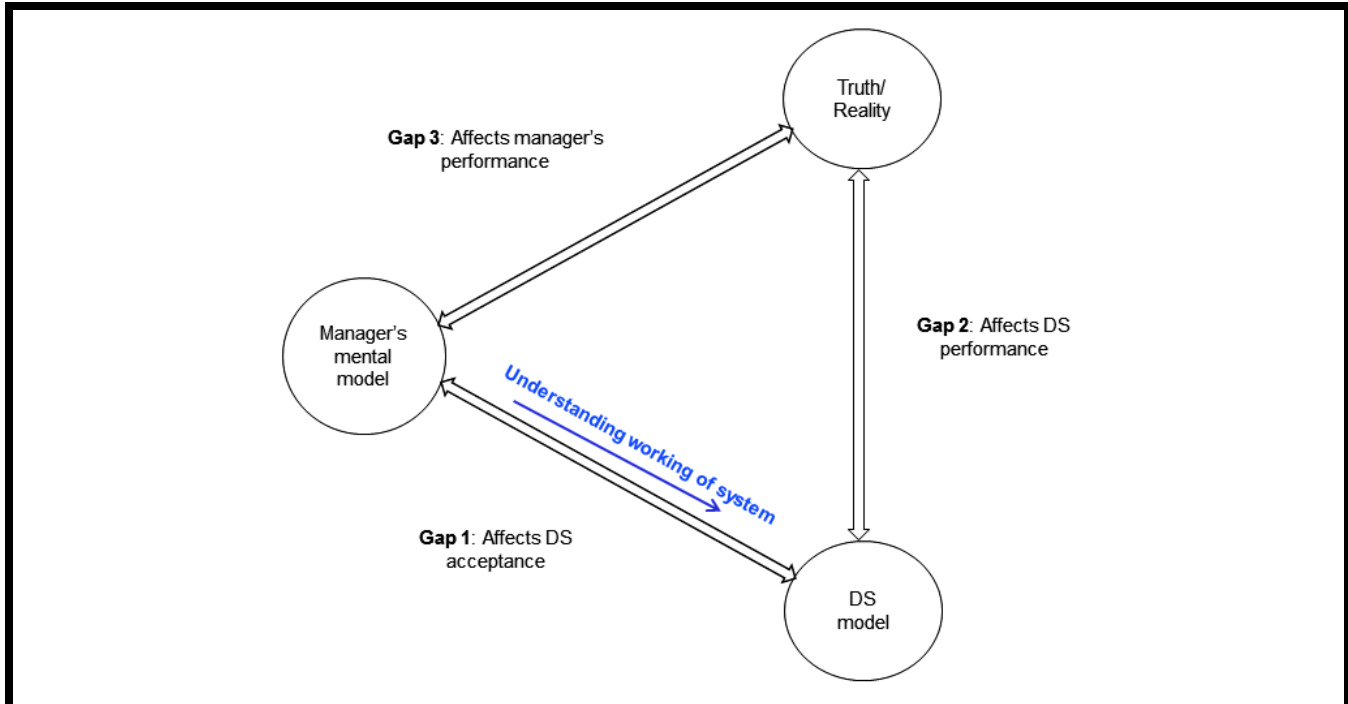 Truth/
Reality
Gap 3: Affects manager's
performance
Manager's
mental
model
Gap 2: Affects DS
performance
Understanding working of system
Gap 1: Affects DS
acceptance
DS
model